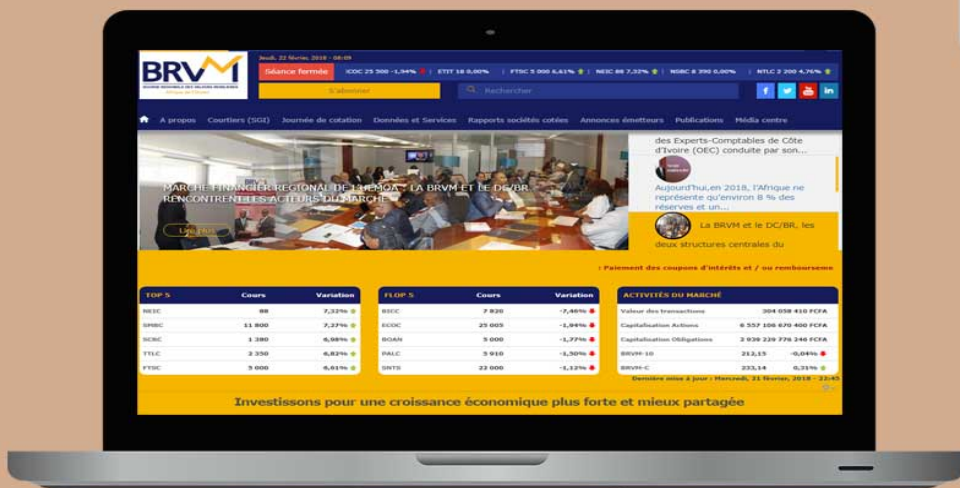 Jeudi, 22 février, 2018 - 08:09
BRVM
BOURSE REGIONALE DES VALEURS MOBILIERES
Afrique de l'Ouest
Séance fermée
25 500 -1,94% ETIT 18 0,00% FTSC 5 000 6,61% NEIC 88 7,32% NSBC 8 390 0,00% NTLC 2 200 4,76%
S'abonner
Rechercher
A propos Courtiers (SGI) Journée de cotation Données et Services Rapports sociétés cotées Annonces émetteurs Publications Média centre
MARCHE FINANCIER REGIONAL DE L'UEMOA : LA BRVM ET LE DC/BR
RENCONTRENT LES ACTEURS DU MARCHE
Lire plus
des Experts-Comptables de Côte
d'Ivoire (OEC) conduite par son...
Aujourd'hui,en
2018, l'Afrique ne
représente qu'environ 8 % des
réserves et un...
La BRVM et le DC/BR, les
deux structures centrales du
: Paiement des coupons d'intérêts et / ou rembourseme
TOP 5 Cours Variation
NEIC 88 7,32%
SMBC 11 800 7,27%
SCRC 1 380 6,98%
TTLC 2 350 6,82%
FTSC 5 000 6,61%
FLOP 5 Cours Variation
BICC 7 820 -7,46%
ECOC 25 005 -1,94%
BOAN 5 000 -1,77%
PALC 5 910 -1,50%
SNTS 22 000 -1,12%
ACTIVITÉS DU MARCHÉ
Valeur des transactions 304 058 410 FCFA
Capitalisation Actions 6 557 106 670 400 FCFA
Capitalisation Obligations 2 939 229 776 246 FCFA
BRVM-10 212,15 -0,04%
BRVM-C 233,14 0,31%
Dernière mise à jour : Mercredi, 21 février, 2018 - 22:45
Investissons pour une croissance économique plus forte et mieux partagée